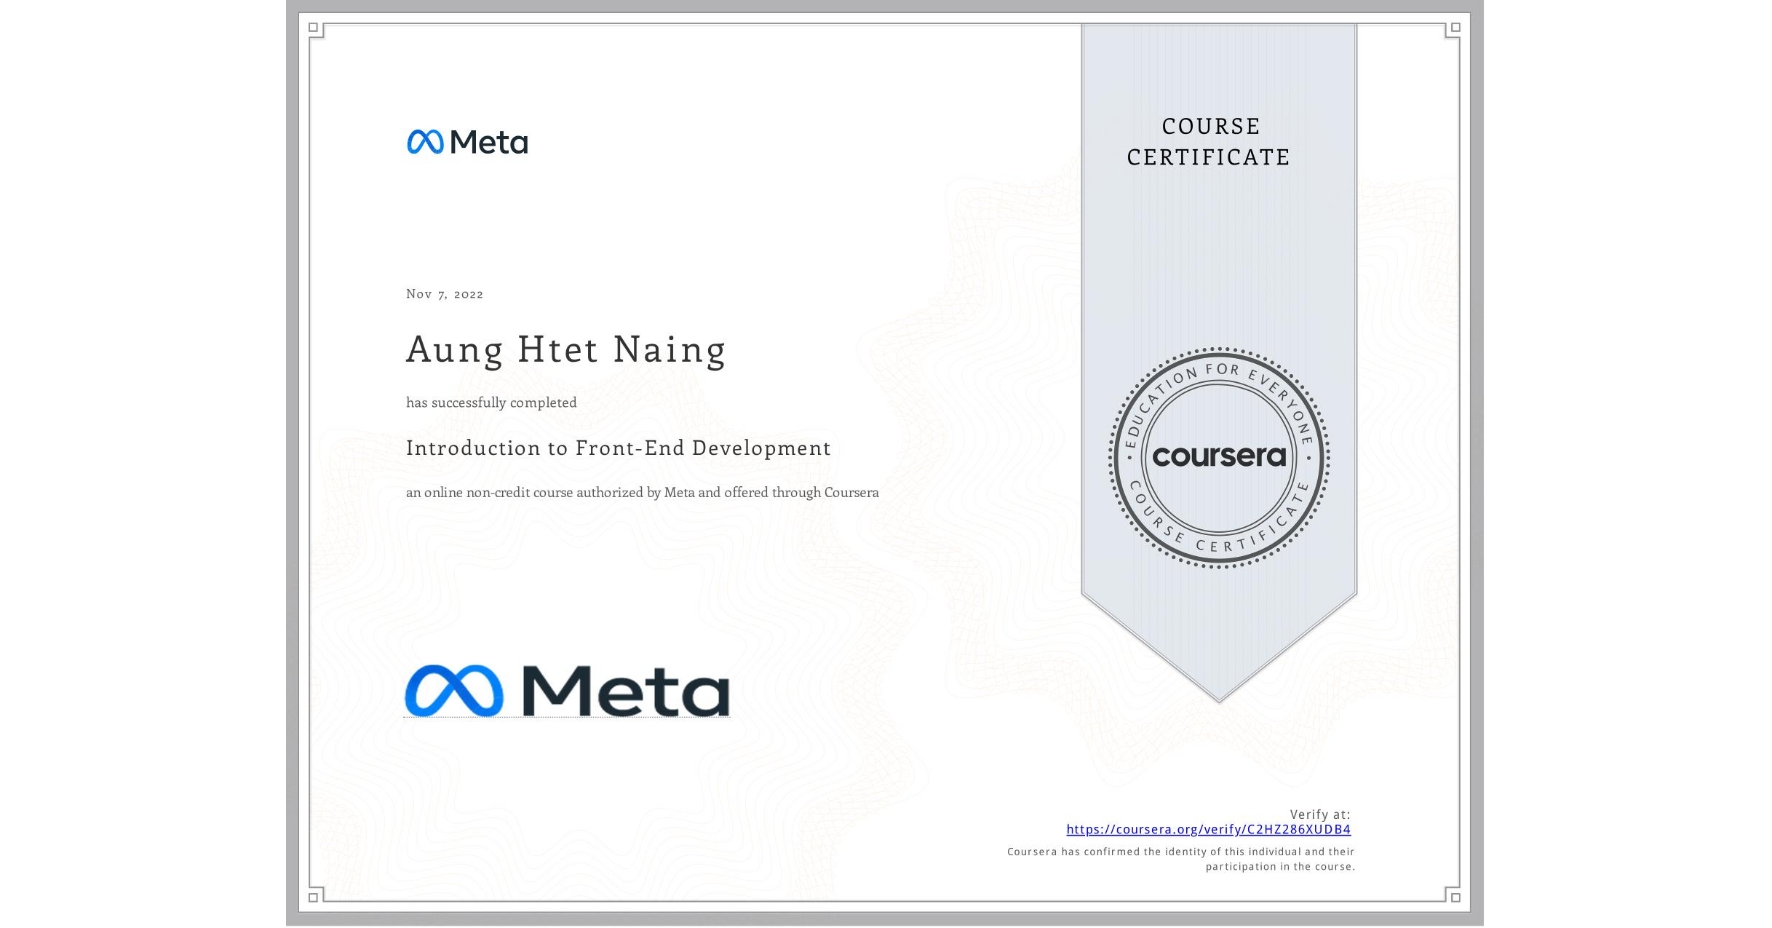 Meta
COURSE
CERTIFICATE
Nov 7, 2022
Aung Htet Naing
has successfully completed
Introduction to Front-End Development
an online non-credit course authorized by Meta and offered through Coursera
EDUCATION FOR EVERYONE
coursera
COURSE CERTIFICATE
Meta
Verify at:
https://coursera.org/verify/C2HZ286XUDB4
Coursera has confirmed the identity of this individual and their
participation in the course.